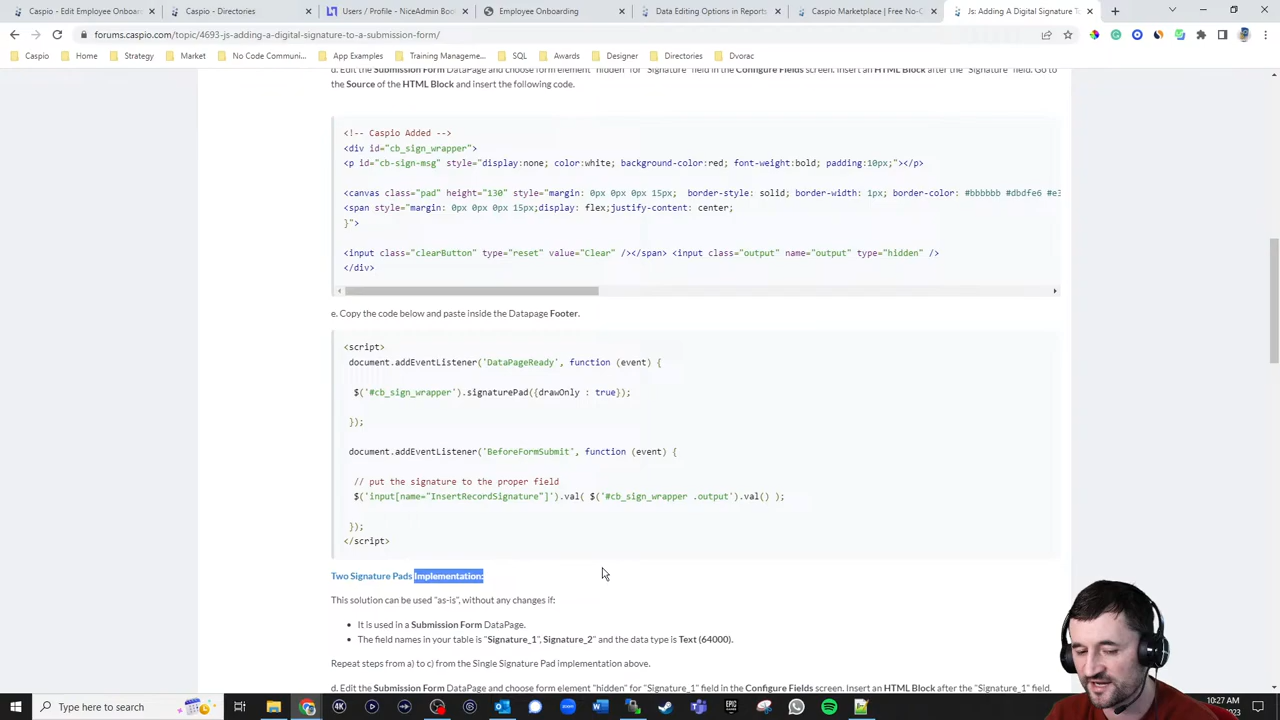 Caspio - Edit Employee Onboard
Caspio - Directories
Users / Profile - NiceAdmin Boo
Employee Onboarding
Data Editing Options in Reports
Caspio Marketplace | Free No-C
Js: Adding A Digital Signature T
forums.caspio.com/topic/4693-js-adding-a-digital-signature-to-a-submission-form/
Caspio
Home
Strategy
Market
No Code Communit...
App Examples
Training Manageme...
SQL
Awards
Designer
Directories
Dvorac
d. Edit the Submission Form DataPage and choose form element "hidden" for "Signature" field in the Configure Fields screen. Insert an HTML Block after the "Signature" field. Go to
the Source of the HTML Block and insert the following code.
<!-- Caspio Added -->
<div id="cb_sign_wrapper">
<p id="cb-sign-msg" style="display:none; color:white; background-color:red; font-weight:bold; padding:10px;"></p>
<canvas class="pad" height="130" style="margin: 0px 0px 0px 15px;  border-style: solid; border-width: 1px; border-color: #bbbbbb #dbdfe6 #e3
<span style="margin: 0px 0px 0px 15px;display: flex;justify-content: center;
}">
<input class="clearButton" type="reset" value="Clear" /></span> <input class="output" name="output" type="hidden" />
</div>
e. Copy the code below and paste inside the Datapage Footer.
<script>
document.addEventListener('DataPageReady', function (event) {
$('#cb_sign_wrapper').signaturePad({drawOnly : true});
});
document.addEventListener('BeforeFormSubmit', function (event) {
// put the signature to the proper field
$('input[name="InsertRecordSignature"]').val( $('#cb_sign_wrapper .output').val() );
});
</script>
Two Signature Pads Implementation:
This solution can be used "as-is", without any changes if:
• It is used in a Submission Form DataPage.
• The field names in your table is "Signature_1", Signature_2" and the data type is Text (64000).
Repeat steps from a) to c) from the Single Signature Pad implementation above.
d. Edit the Submission Form DataPage and choose form element "hidden" for "Signature_1" field in the Configure Fields screen. Insert an HTML Block after the "Signature_1" field.
Type here to search
4K
EPIC
10:27 AM